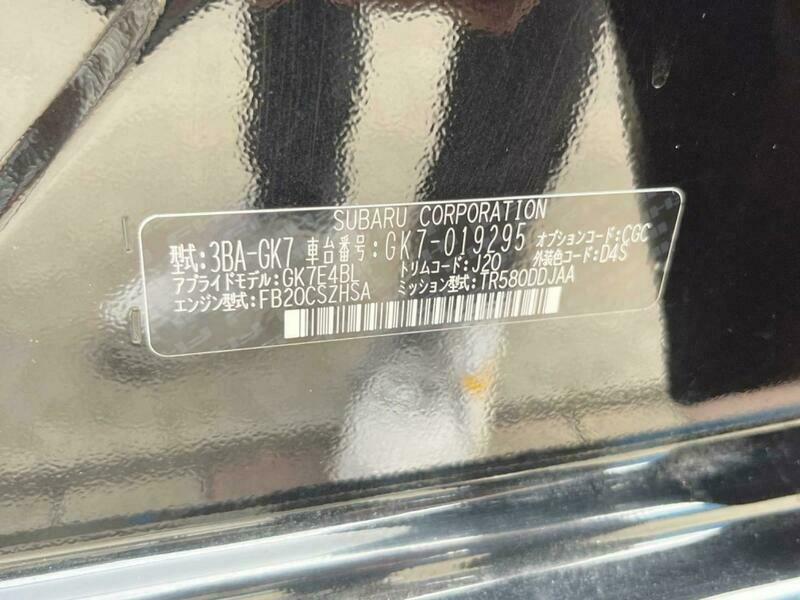 SUBARU CORPORATION
型式:3BA-GK7 車台番号:GK7-019295 オプションコード:CGC
アプライドモデル:GK7E4BL トリムコード:J20 外装色コード:D4S
エンジン型式:FB20CSZHSA ミッション型式:TR580DDJAA